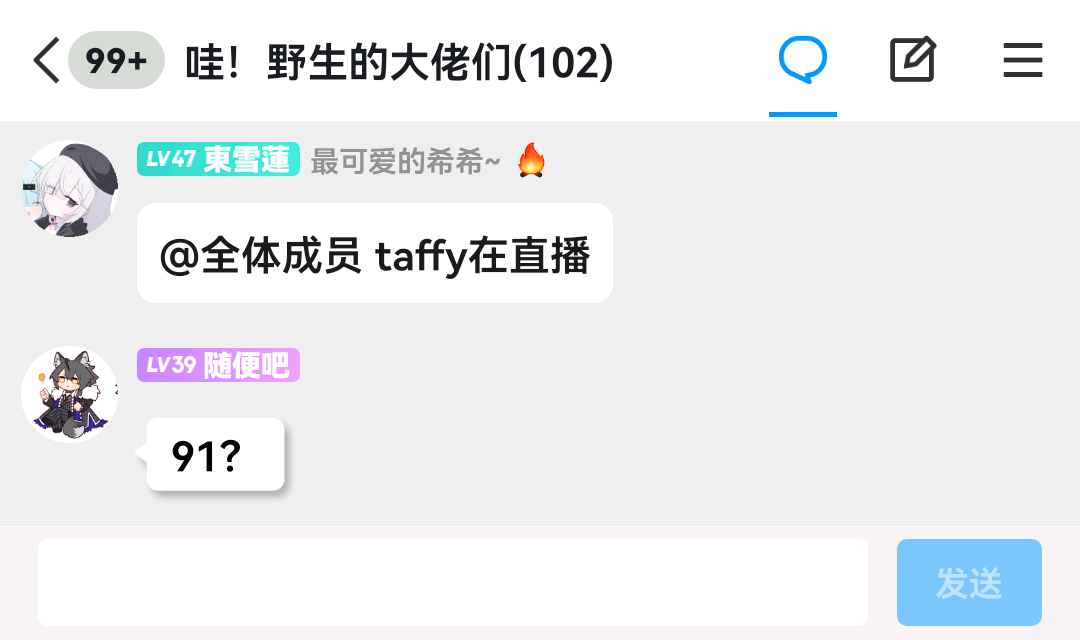 99+ 哇！野生的大佬们(102)
LV47 東雪蓮 最可爱的希希~ 🔥
@全体成员 taffy在直播
LV39 随便吧
91?
发送